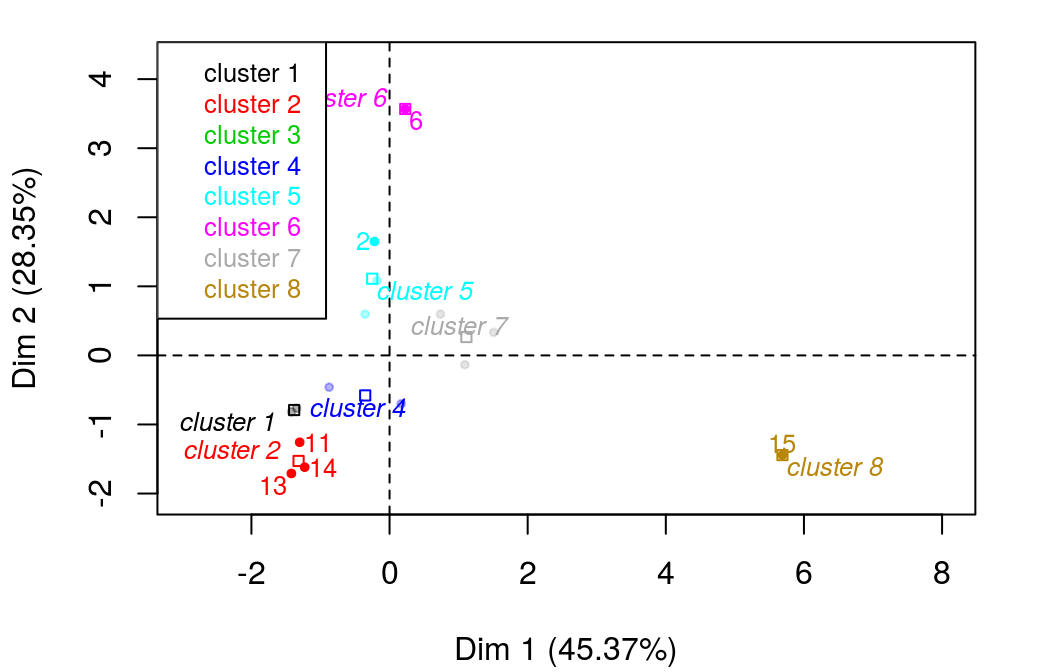 cluster 1
cluster 2
cluster 3
cluster 4
cluster 5
cluster 6
cluster 7
cluster 8
ster 6
6
2
cluster 5
cluster 7
cluster 4
cluster 1
cluster 2
11
14
13
15
cluster 8
4
3
2
1
0
-1
-2
Dim 2 (28.35%)
-2 0 2 4 6 8
Dim 1 (45.37%)